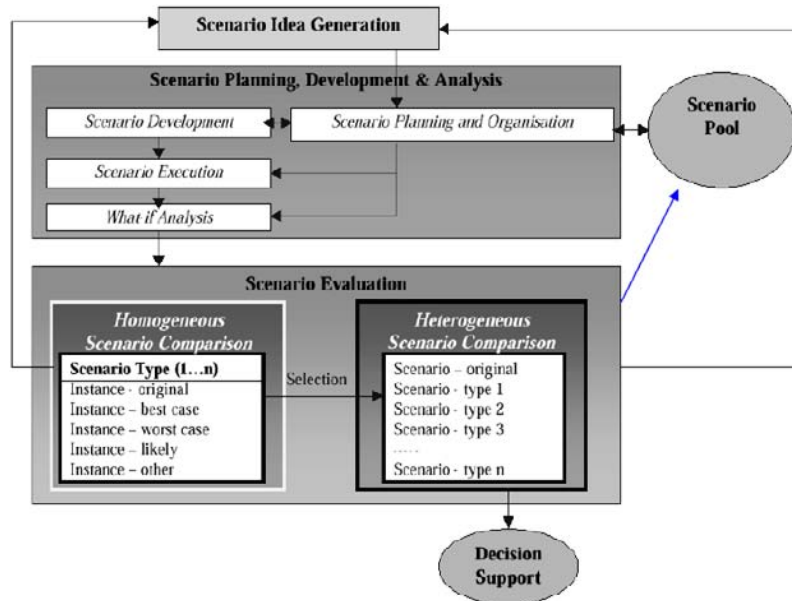 Scenario Idea Generation
Scenario Planning, Development & Analysis
Scenario Development
Scenario Planning and Organisation
Scenario
Pool
Scenario Execution
What-if Analysis
Scenario Evaluation
Homogeneous
Scenario Comparison
Scenario Type (1…n)
Instance - original
Instance – best case
Instance – worst case
Instance – likely
Instance – other
Selection
Heterogeneous
Scenario Comparison
Scenario – original
Scenario - type 1
Scenario - type 2
Scenario - type 3
.....
Scenario - type n
Decision
Support